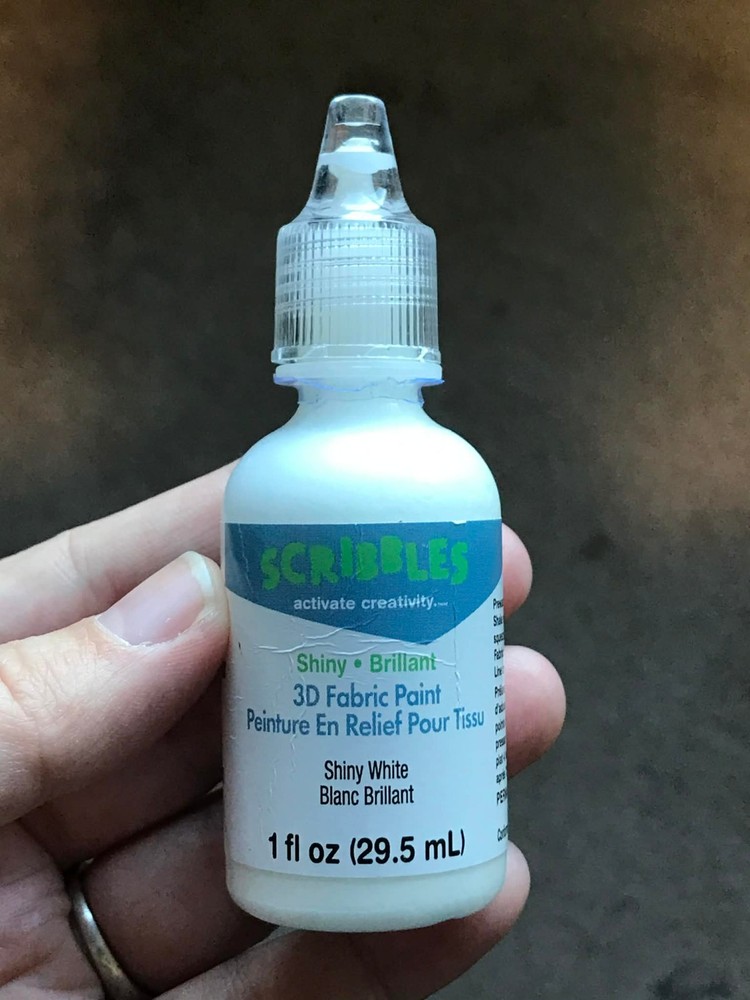 SCRIBBLES
activate creativity.
Shiny • Brillant
3D Fabric Paint
Peinture En Relief Pour Tissu
Shiny White
Blanc Brillant
1 fl oz (29.5 mL)